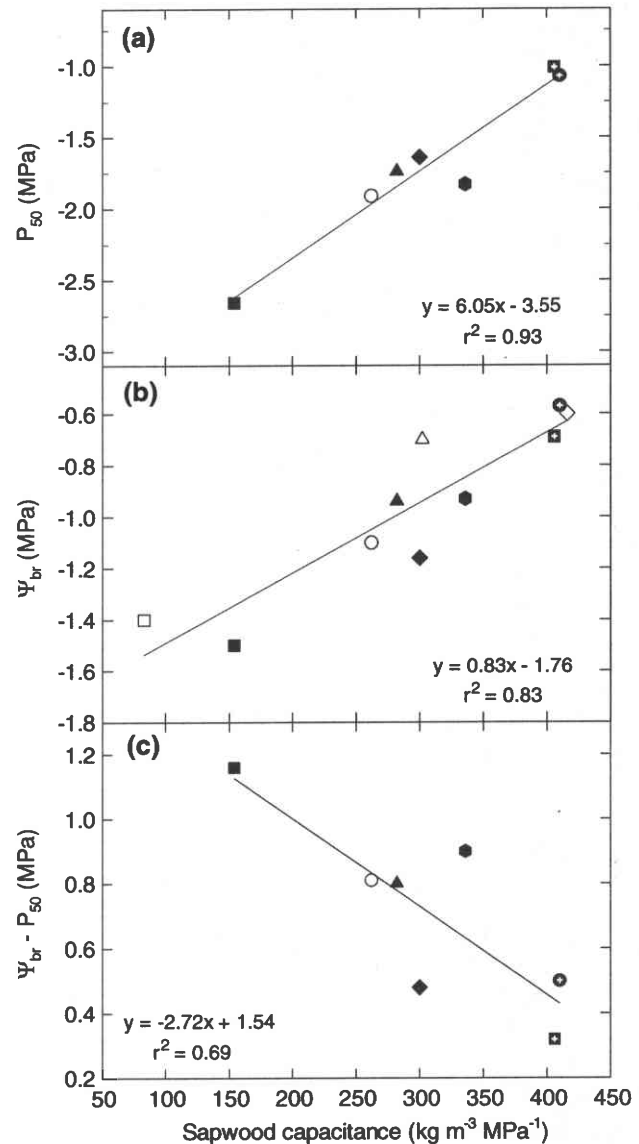 (a)
-1.0
-1.5
-2.0
-2.5
-3.0
P₅₀ (MPa)
y = 6.05x - 3.55
r² = 0.93
(b)
-0.6
-0.8
-1.0
-1.2
-1.4
-1.6
-1.8
Ψbr (MPa)
y = 0.83x - 1.76
r² = 0.83
(c)
1.2
1.0
0.8
0.6
0.4
0.2
Ψbr - P₅₀ (MPa)
y = -2.72x + 1.54
r² = 0.69
50 100 150 200 250 300 350 400 450
Sapwood capacitance (kg m⁻³ MPa⁻¹)